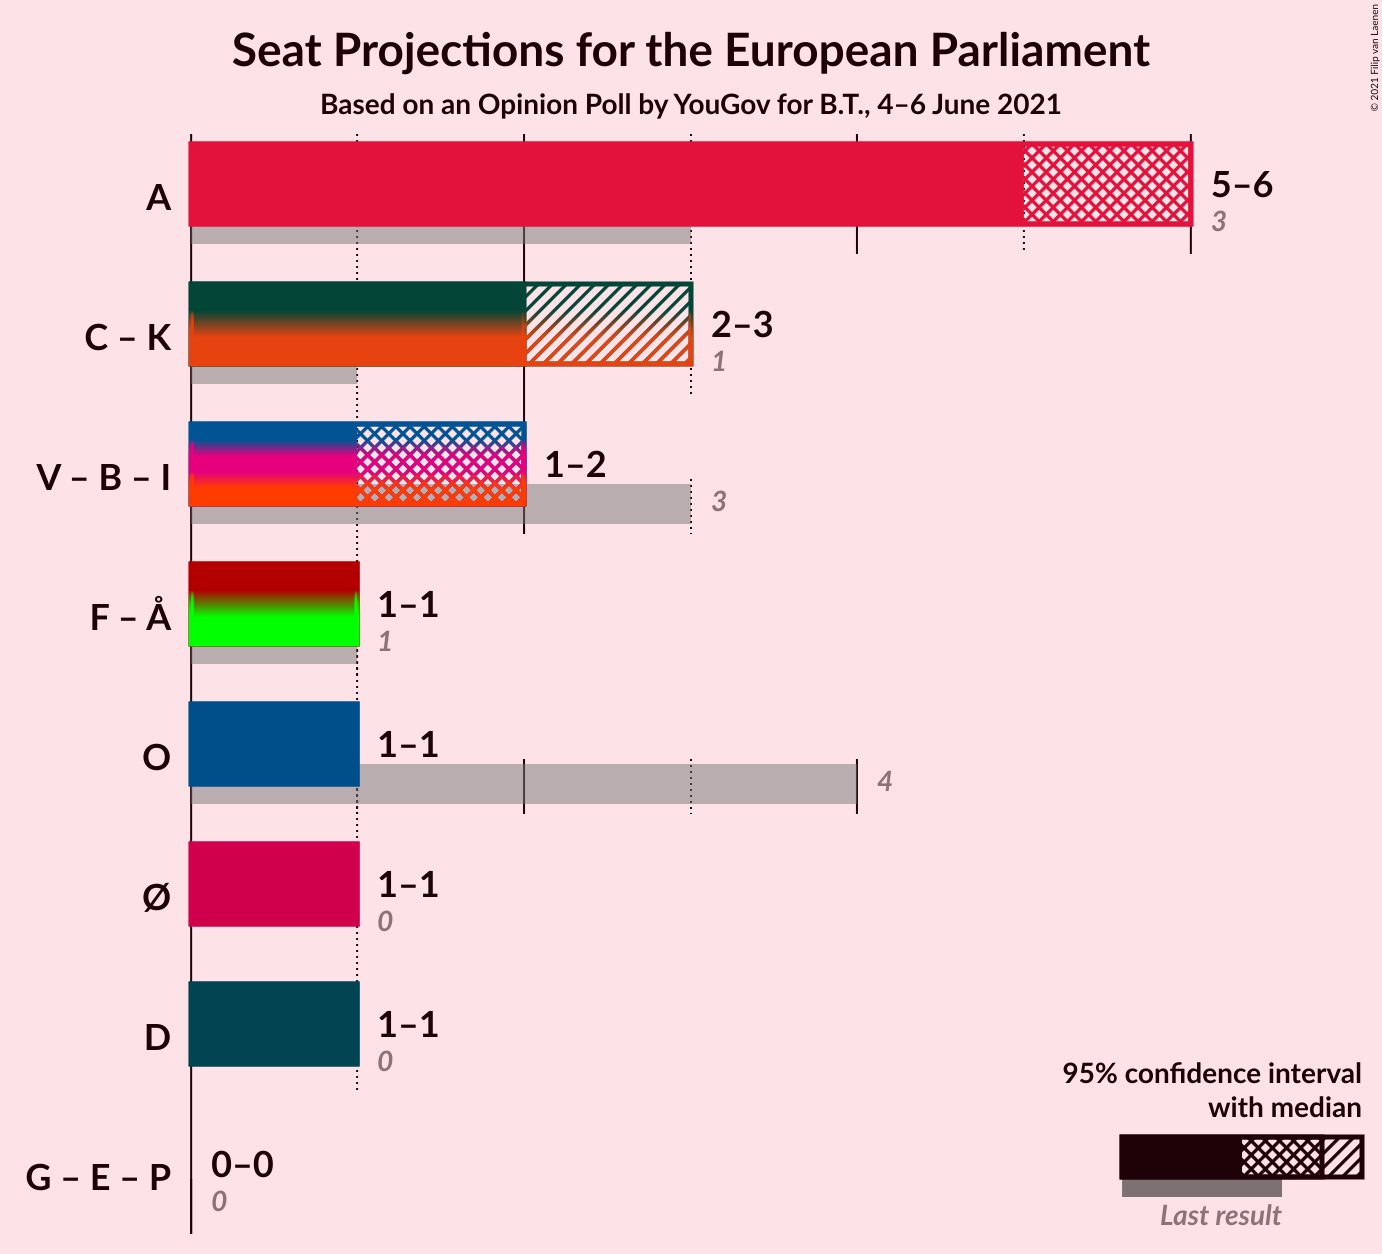 Seat Projections for the European Parliament
Based on an Opinion Poll by YouGov for B.T., 4–6 June 2021
© 2021 Filip van Laenen
A
5–6
3
C – K
2–3
1
V – B – I
1–2
3
F – Å
1–1
1
O
1–1
4
Ø
1–1
0
D
1–1
0
G – E – P
0–0
0
95% confidence interval
with median
Last result